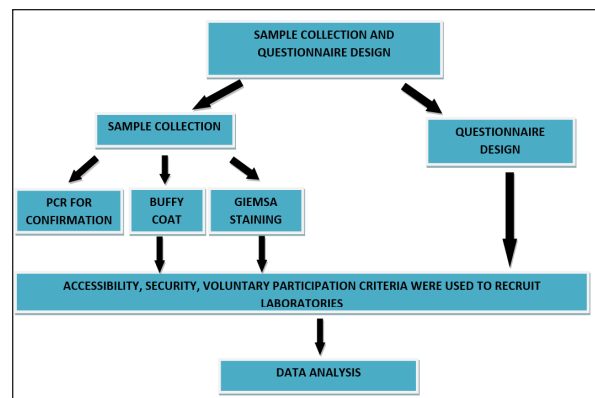 SAMPLE COLLECTION AND
QUESTIONNAIRE DESIGN
SAMPLE COLLECTION
QUESTIONNAIRE
DESIGN
PCR FOR
CONFIRMATION
BUFFY
COAT
GIEMSA
STAINING
ACCESSIBILITY, SECURITY, VOLUNTARY PARTICIPATION CRITERIA WERE USED TO RECRUIT
LABORATORIES
DATA ANALYSIS